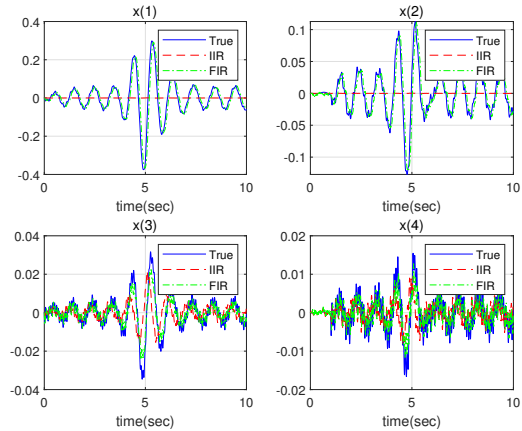 x(1)
0.4
0.2
0
-0.2
-0.4
True
IIR
FIR
0
5
10
time(sec)
x(2)
0.1
0.05
0
-0.05
-0.1
True
IIR
FIR
0
5
10
time(sec)
x(3)
0.04
0.02
0
-0.02
-0.04
True
IIR
FIR
0
5
10
time(sec)
x(4)
0.02
0.01
0
-0.01
-0.02
True
IIR
FIR
0
5
10
time(sec)